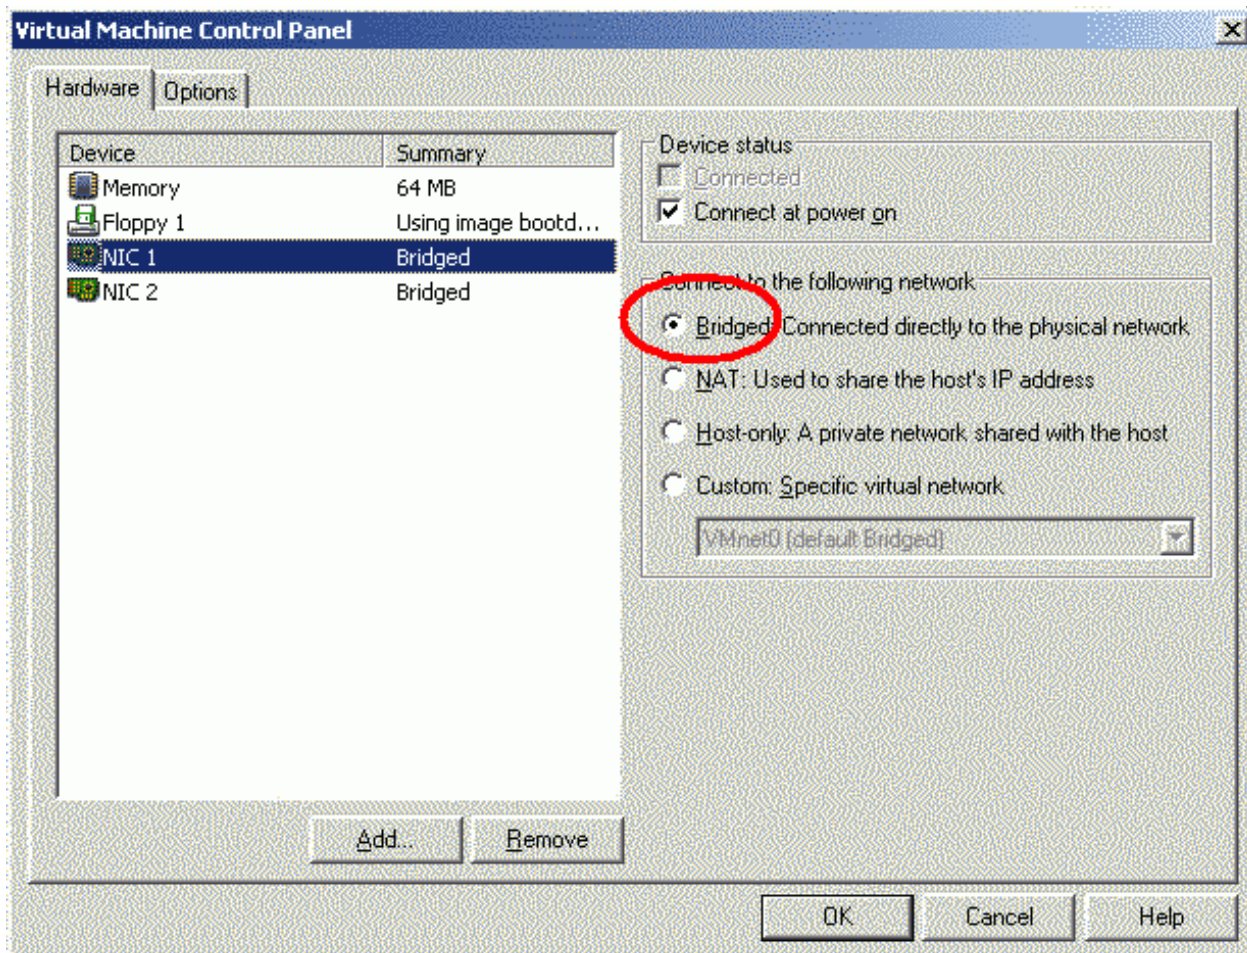 Virtual Machine Control Panel
Hardware Options
Device Summary
Memory 64 MB
Floppy 1 Using image bootd...
NIC 1 Bridged
NIC 2 Bridged
Add... Remove
Device status
Connected
Connect at power on
Connect to the following network
Bridged: Connected directly to the physical network
NAT: Used to share the host's IP address
Host-only: A private network shared with the host
Custom: Specific virtual network
VMnet0 (default Bridged)
OK Cancel Help